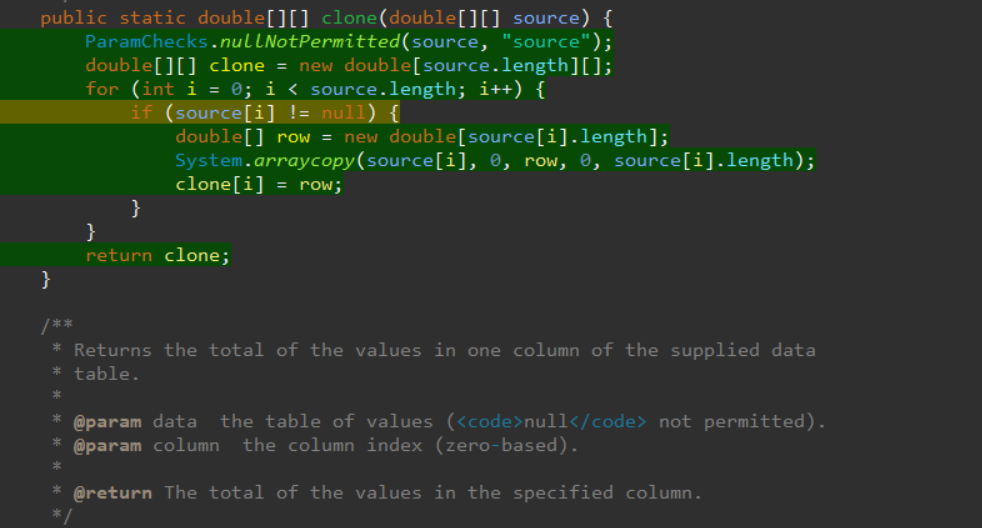 public static double[][] clone(double[][] source) {
ParamChecks.nullNotPermitted(source, "source");
double[][] clone = new double[source.length][];
for (int i = 0; i < source.length; i++) {
if (source[i] != null) {
double[] row = new double[source[i].length];
System.arraycopy(source[i], 0, row, 0, source[i].length);
clone[i] = row;
}
}
return clone;
}
/**
* Returns the total of the values in one column of the supplied data
* table.
*
* @param data  the table of values (<code>null</code> not permitted).
* @param column  the column index (zero-based).
*
* @return The total of the values in the specified column.
*/